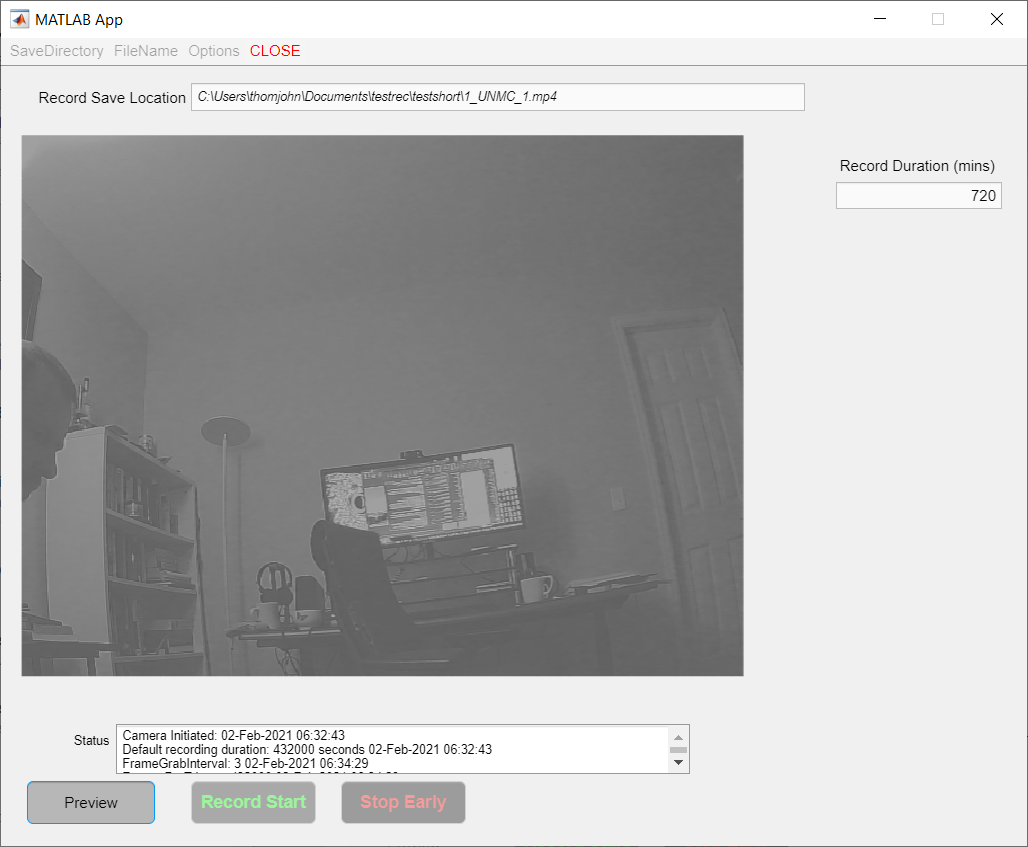 MATLAB App
SaveDirectory FileName Options CLOSE
Record Save Location C:\Users\thomjohn\Documents\testrec\testshort\1_UNMC_1.mp4
Record Duration (mins)
720
Status
Camera Initiated: 02-Feb-2021 06:32:43
Default recording duration: 432000 seconds 02-Feb-2021 06:32:43
FrameGrabInterval: 3 02-Feb-2021 06:34:29
Preview Record Start Stop Early